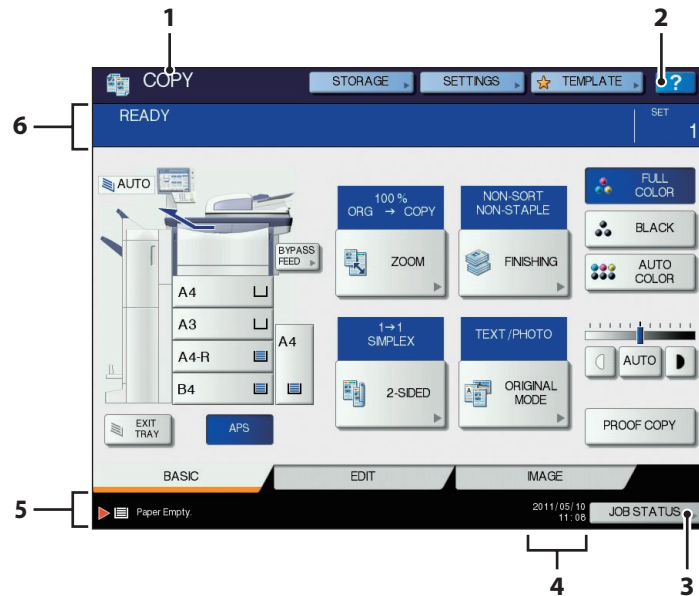 1
2
COPY
STORAGE
SETTINGS
TEMPLATE
?
6
READY
SET
1
AUTO
BYPASS
FEED
A4
A3
A4-R
B4
A4
EXIT
TRAY
APS
100 %
ORG → COPY
ZOOM
NON-SORT
NON-STAPLE
FINISHING
1→1
SIMPLEX
2-SIDED
TEXT/PHOTO
ORIGINAL
MODE
FULL
COLOR
BLACK
AUTO
COLOR
AUTO
PROOF COPY
BASIC
EDIT
IMAGE
5
Paper Empty.
2011/05/10
11:08
JOB STATUS
4
3